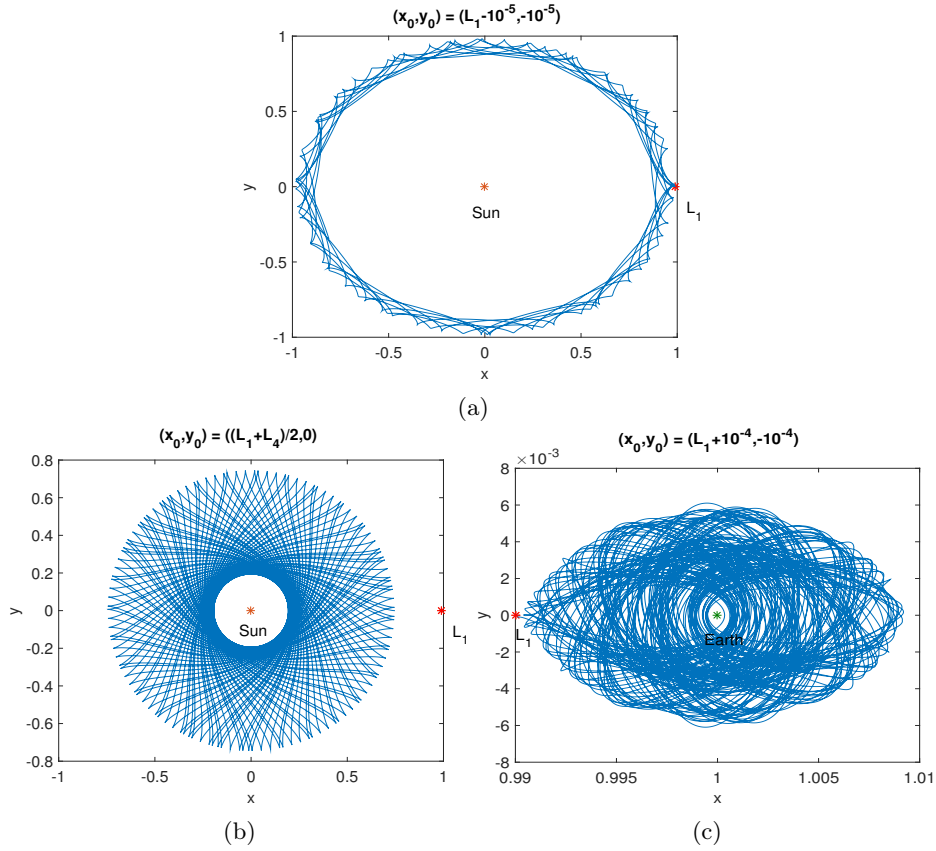 (x₀,y₀) = (L₁-10⁻⁵,-10⁻⁵)
1
0.5
0
-0.5
-1
y
Sun
L₁
-1 -0.5 0 0.5 1
x
(a)
(x₀,y₀) = ((L₁+L₄)/2,0)
0.8
0.6
0.4
0.2
0
-0.2
-0.4
-0.6
-0.8
y
Sun
L₁
-1 -0.5 0 0.5 1
x
(b)
(x₀,y₀) = (L₁+10⁻⁴,-10⁻⁴)
×10⁻³
8
6
4
2
0
-2
-4
-6
-8
y
L₁
Earth
0.99 0.995 1 1.005 1.01
x
(c)